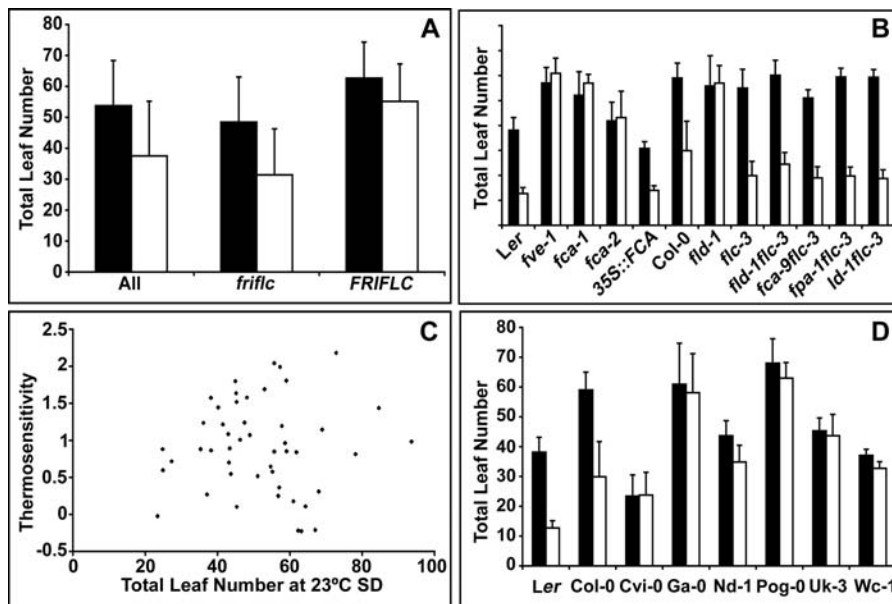 A
Total Leaf Number
80
70
60
50
40
30
20
10
0
All
friflc
FRIFLC
B
Total Leaf Number
Ler
fve-1
fca-1
fca-2
35S::FCA
Col-0
fld-1
flc-3
fld-1flc-3
fca-9flc-3
fpa-1flc-3
ld-1flc-3
C
Thermosensitivity
2.5
2
1.5
1
0.5
0
-0.5
0
20
40
60
80
100
Total Leaf Number at 23ºC SD
D
Total Leaf Number
80
70
60
50
40
30
20
10
0
Ler Col-0 Cvi-0 Ga-0 Nd-1 Pog-0 Uk-3 Wc-1